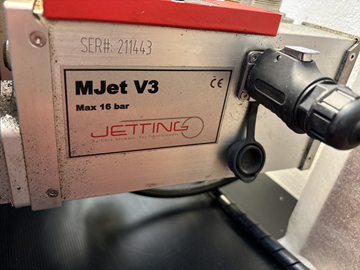 SER#: 211443
MJet V3
CE
Max 16 bar
JETTING